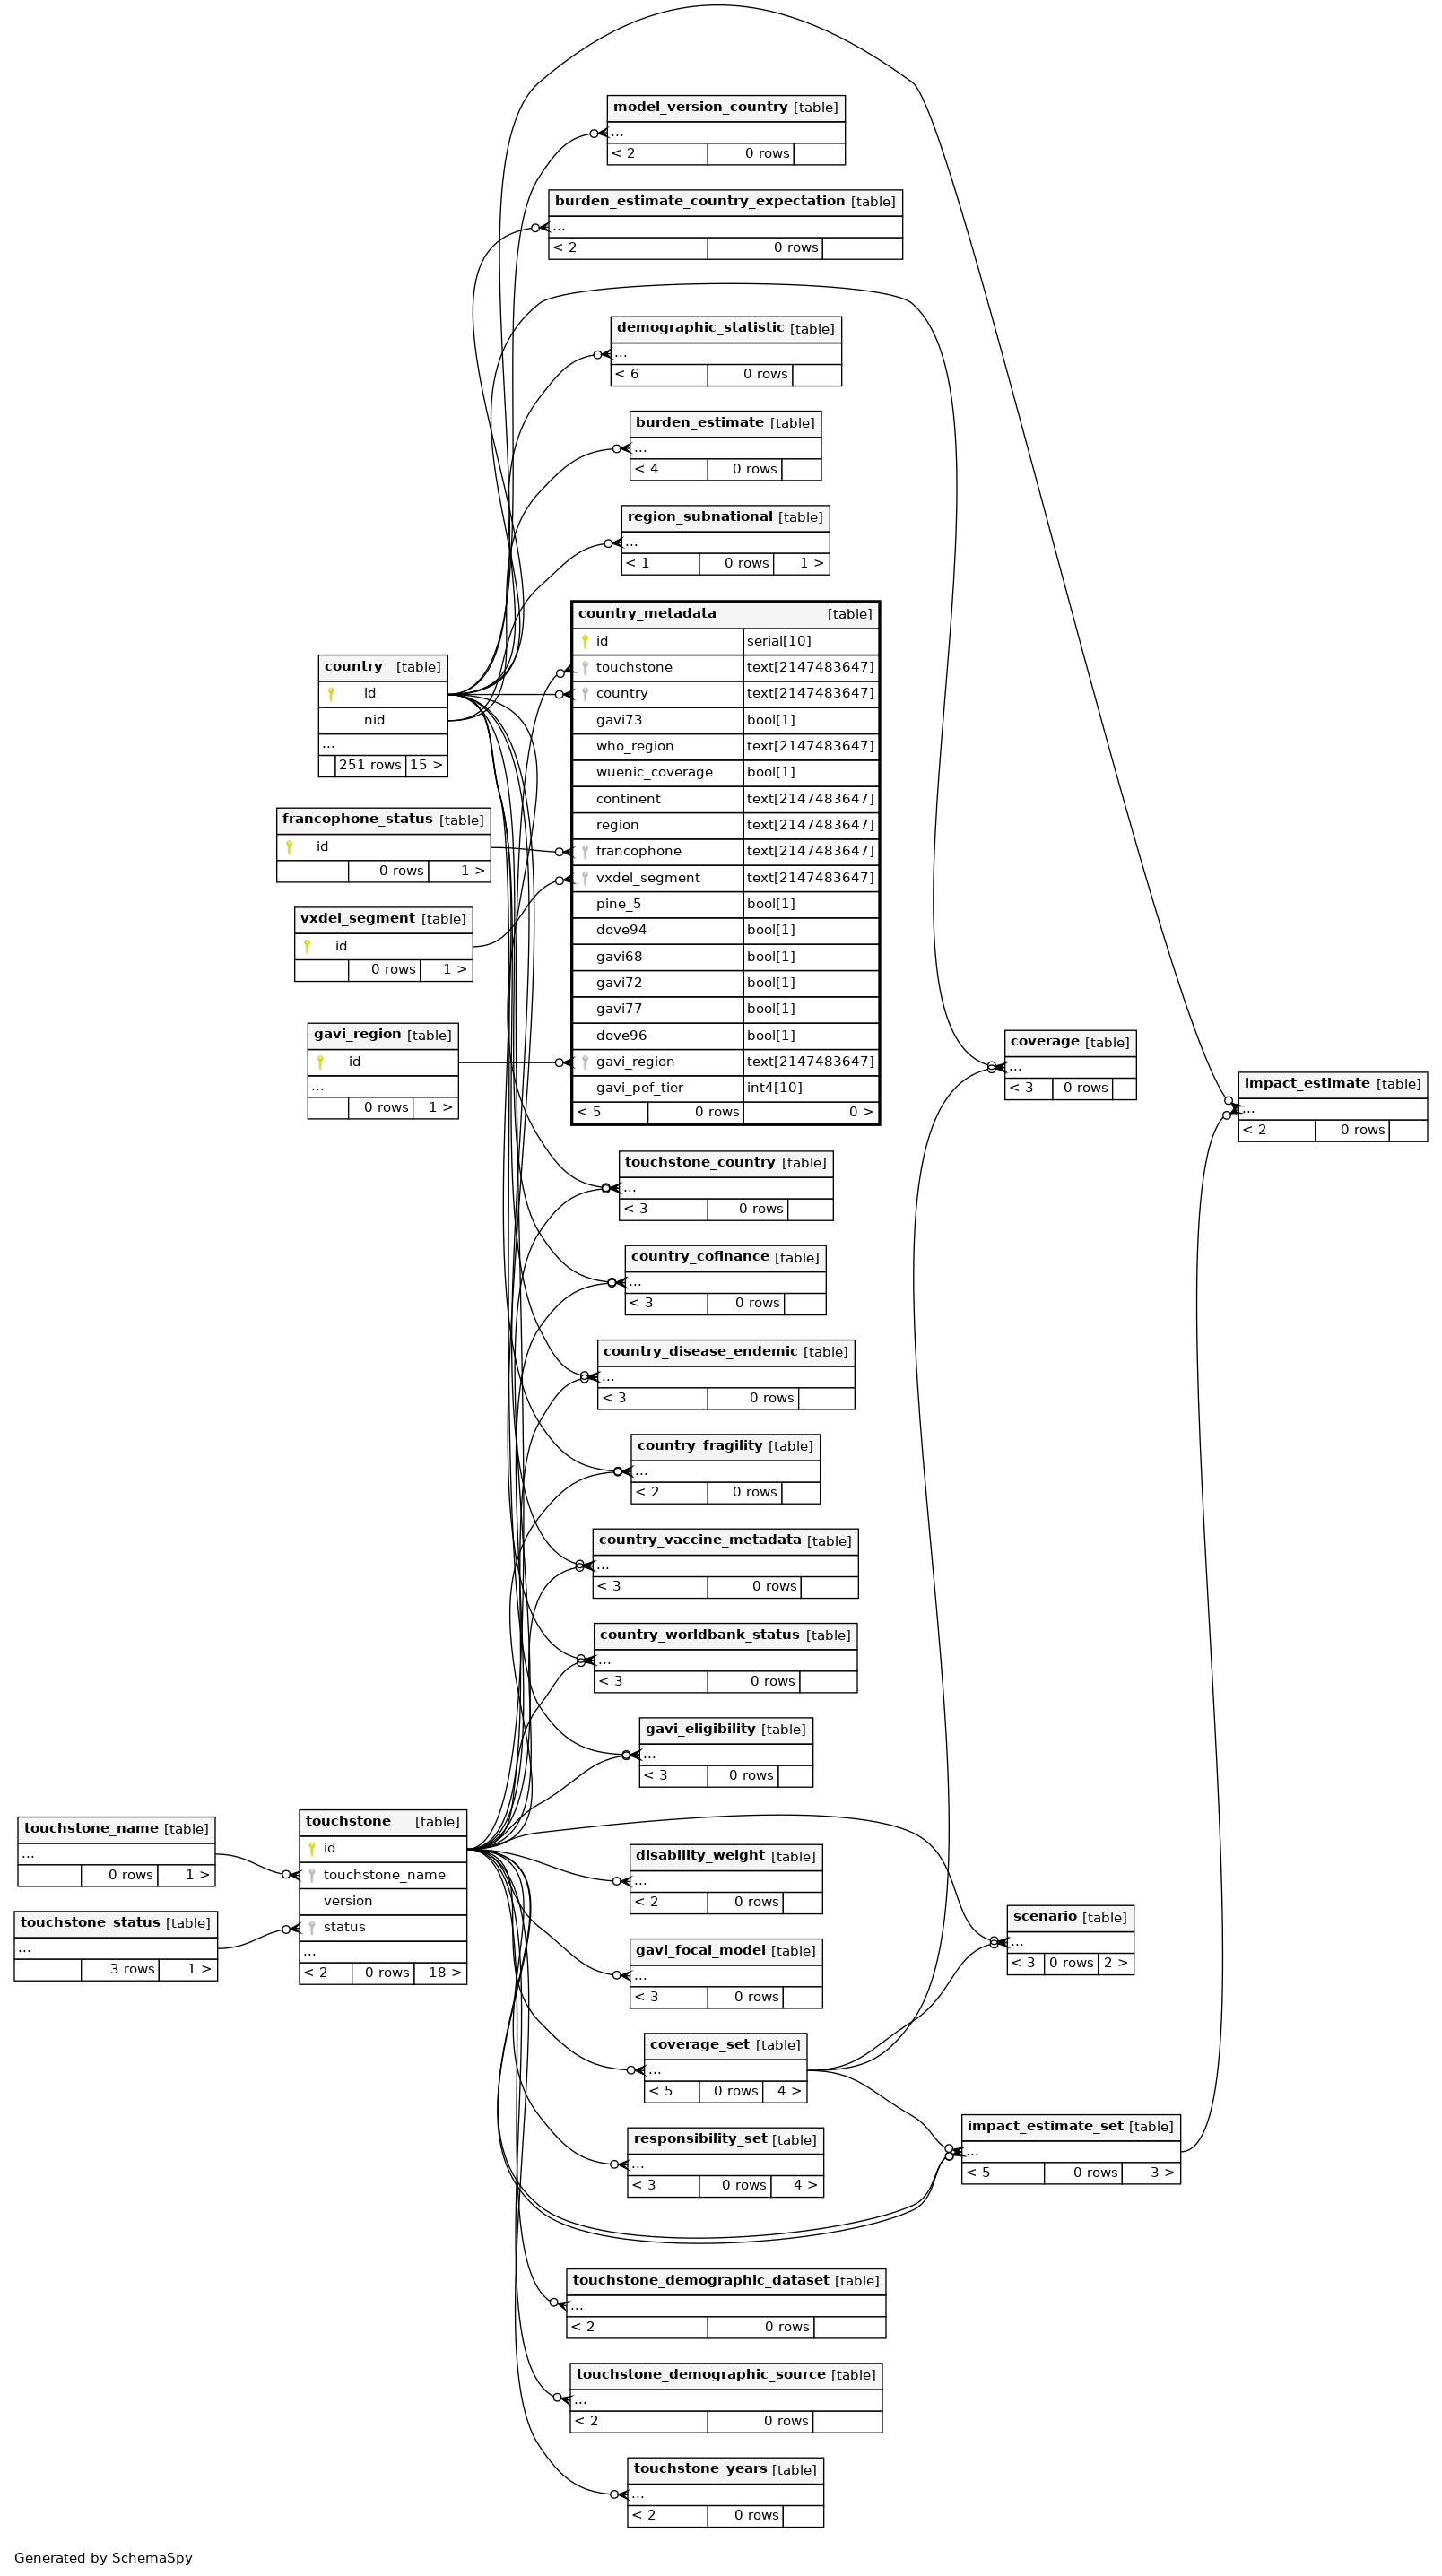 model_version_country [table]
...
< 2 0 rows
burden_estimate_country_expectation [table]
...
< 2 0 rows
demographic_statistic [table]
...
< 6 0 rows
burden_estimate [table]
...
< 4 0 rows
region_subnational [table]
...
< 1 0 rows 1 >
country_metadata [table]
id serial[10]
touchstone text[2147483647]
country text[2147483647]
gavi73 bool[1]
who_region text[2147483647]
wuenic_coverage bool[1]
continent text[2147483647]
region text[2147483647]
francophone text[2147483647]
vxdel_segment text[2147483647]
pine_5 bool[1]
dove94 bool[1]
gavi68 bool[1]
gavi72 bool[1]
gavi77 bool[1]
dove96 bool[1]
gavi_region text[2147483647]
gavi_pef_tier int4[10]
< 5 0 rows 0 >
country [table]
id
nid
...
251 rows 15 >
francophone_status [table]
id
0 rows 1 >
vxdel_segment [table]
id
0 rows 1 >
gavi_region [table]
id
...
0 rows 1 >
coverage [table]
...
< 3 0 rows
impact_estimate [table]
...
< 2 0 rows
touchstone_country [table]
...
< 3 0 rows
country_cofinance [table]
...
< 3 0 rows
country_disease_endemic [table]
...
< 3 0 rows
country_fragility [table]
...
< 2 0 rows
country_vaccine_metadata [table]
...
< 3 0 rows
country_worldbank_status [table]
...
< 3 0 rows
gavi_eligibility [table]
...
< 3 0 rows
touchstone_name [table]
...
0 rows 1 >
touchstone_status [table]
...
3 rows 1 >
touchstone [table]
id
touchstone_name
version
status
...
< 2 0 rows 18 >
disability_weight [table]
...
< 2 0 rows
gavi_focal_model [table]
...
< 3 0 rows
scenario [table]
...
< 3 0 rows 2 >
coverage_set [table]
...
< 5 0 rows 4 >
responsibility_set [table]
...
< 3 0 rows 4 >
impact_estimate_set [table]
...
< 5 0 rows 3 >
touchstone_demographic_dataset [table]
...
< 2 0 rows
touchstone_demographic_source [table]
...
< 2 0 rows
touchstone_years [table]
...
< 2 0 rows
Generated by SchemaSpy